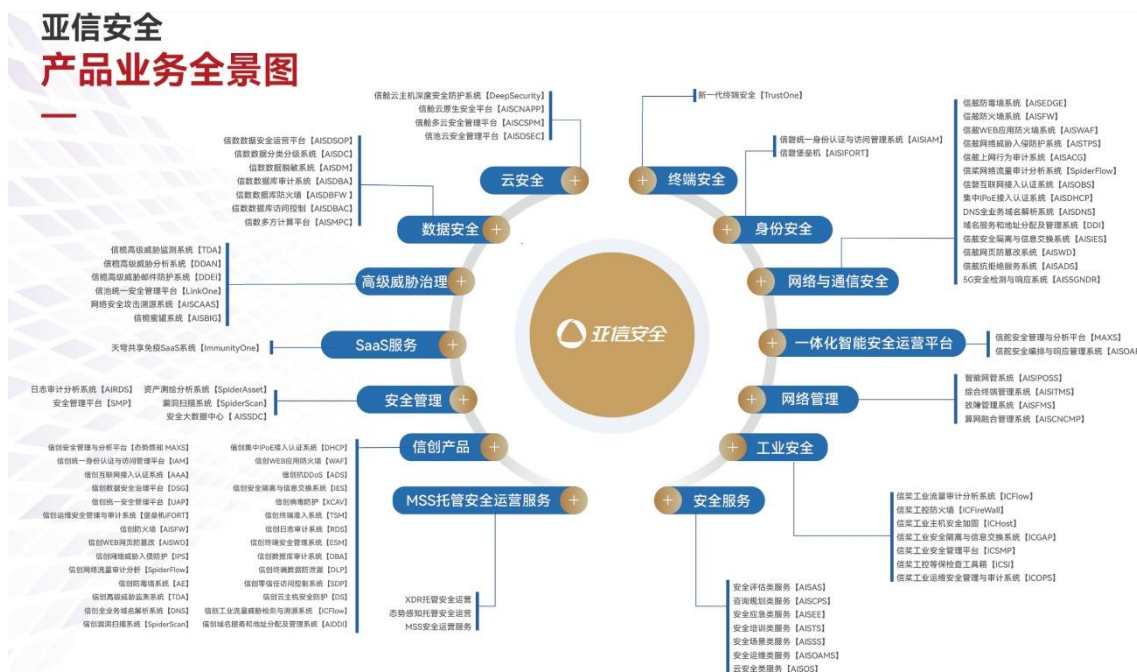 亚信安全
产品业务全景图
信舱云主机深度安全防护系统【DeepSecurity】
信舱云原生安全平台【AISCNAPP】
信舱多云安全管理平台【AISCSPM】
信池云安全管理平台【AISDSEC】
云安全
信数数据安全运营平台【AISDSOP】
信数数据分类分级系统【AISDC】
信数数据脱敏系统【AISDM】
信数数据库审计系统【AISDBA】
信数数据库防火墙【AISDBFW】
信数数据库访问控制【AISDBAC】
信数多方计算平台【AISMPC】
数据安全
信桅高级威胁监测系统【TDA】
信桅高级威胁分析系统【DDAN】
信桅高级威胁邮件防护系统【DDEI】
信池统一安全管理平台【LinkOne】
网络安全攻击溯源系统【AISCAAS】
信桅蜜罐系统【AISBIG】
高级威胁治理
天穹共享免疫SaaS系统【ImmunityOne】
SaaS服务
日志审计分析系统【AIRDS】 资产测绘分析系统【SpiderAsset】
安全管理平台【SMP】 漏洞扫描系统【SpiderScan】
安全大数据中心【 AISSDC】
安全管理
信创安全管理与分析平台【态势感知 MAXS】 信创集中IPoE接入认证系统【DHCP】
信创统一身份认证与访问管理平台【IAM】 信创WEB应用防火墙【WAF】
信创互联网接入认证系统【AAA】 信创抗DDoS【ADS】
信创数据安全治理平台【DSG】 信创安全隔离与信息交换系统【IES】
信创统一安全管理平台【UAP】 信创病毒防护【XCAV】
信创运维安全管理与审计系统【堡垒机/FORT】 信创终端准入系统【TSM】
信创防火墙【AISFW】 信创日志审计系统【RDS】
信创WEB网页防篡改【AISWD】 信创终端安全管理系统【ESM】
信创网络威胁入侵防护【IPS】 信创数据库审计系统【DBA】
信创网络流量审计分析【SpiderFlow】 信创终端数据防泄漏【DLP】
信创防毒墙系统【AE】 信创零信任访问控制系统【SDP】
信创高级威胁监测系统【TDA】 信创云主机安全防护【DS】
信创全业务域名解析系统【DNS】 信创工业流量威胁检测与溯源系统【ICFlow】
信创漏洞扫描系统【SpiderScan】 信创域名服务和地址分配及管理系统【AIDDI】
信创产品
XDR托管安全运营
态势感知托管安全运营
MSS安全运营服务
MSS托管安全运营服务
亚信安全
新一代终端安全【TrustOne】
终端安全
信磐统一身份认证与访问管理系统【AISIAM】
信磐堡垒机【AISIFORT】
身份安全
信舷防毒墙系统【AISEDGE】
信舷防火墙系统【AISFW】
信舷WEB应用防火墙系统【AISWAF】
信舷网络威胁入侵防护系统【AISTPS】
信舷上网行为审计系统【AISACG】
信桨网络流量审计分析系统【SpiderFlow】
信磐互联网接入认证系统【AISOBS】
集中IPoE接入认证系统【AISDHCP】
DNS全业务域名解析系统【AISDNS】
域名服务和地址分配及管理系统【DDI】
信舷安全隔离与信息交换系统【AISIES】
信舷网页防篡改系统【AISWD】
信舷抗拒绝服务系统【AISADS】
5G安全检测与响应系统【AIS5GNDR】
网络与通信安全
信舵安全管理与分析平台【MAXS】
信舵安全编排与响应管理系统【AISOAR
一体化智能安全运营平台
智能网管系统【AISIPOSS】
综合终端管理系统【AISITMS】
故障管理系统【AISFMS】
算网融合管理系统【AISCNCMP】
网络管理
信桨工业流量审计分析系统【ICFlow】
信桨工控防火墙【ICFireWall】
信桨工业主机安全加固【ICHost】
信桨工业安全隔离与信息交换系统【ICGAP】
信桨工业安全管理平台【ICSMP】
信桨工控等保检查工具箱【ICSI】
信桨工业运维安全管理与审计系统【ICOPS】
工业安全
安全评估类服务【AISAS】
咨询规划类服务【AISCPS】
安全应急类服务【AISEE】
安全培训类服务【AISTS】
安全场景类服务【AISSS】
安全运维类服务【AISOAMS】
云安全类服务【AISOS】
安全服务